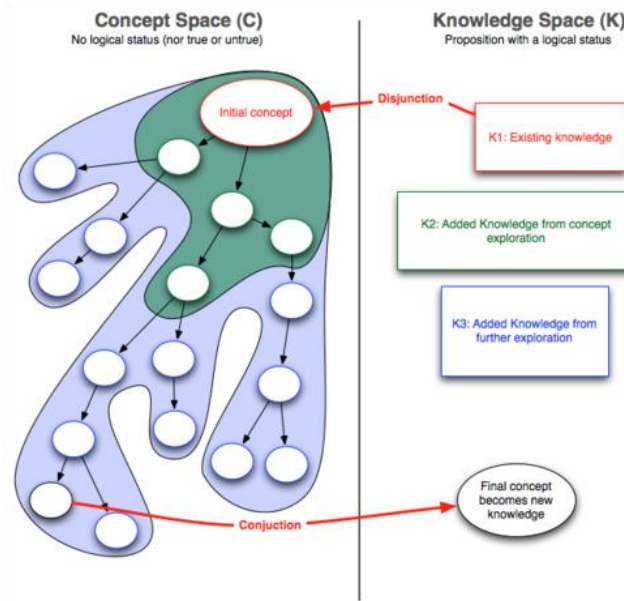 Concept Space (C)
No logical status (nor true or untrue)
Knowledge Space (K)
Proposition with a logical status
Disjunction
Initial concept
K1: Existing knowledge
K2: Added Knowledge from concept
exploration
K3: Added Knowledge from
further exploration
Final concept
becomes new
knowledge
Conjuction